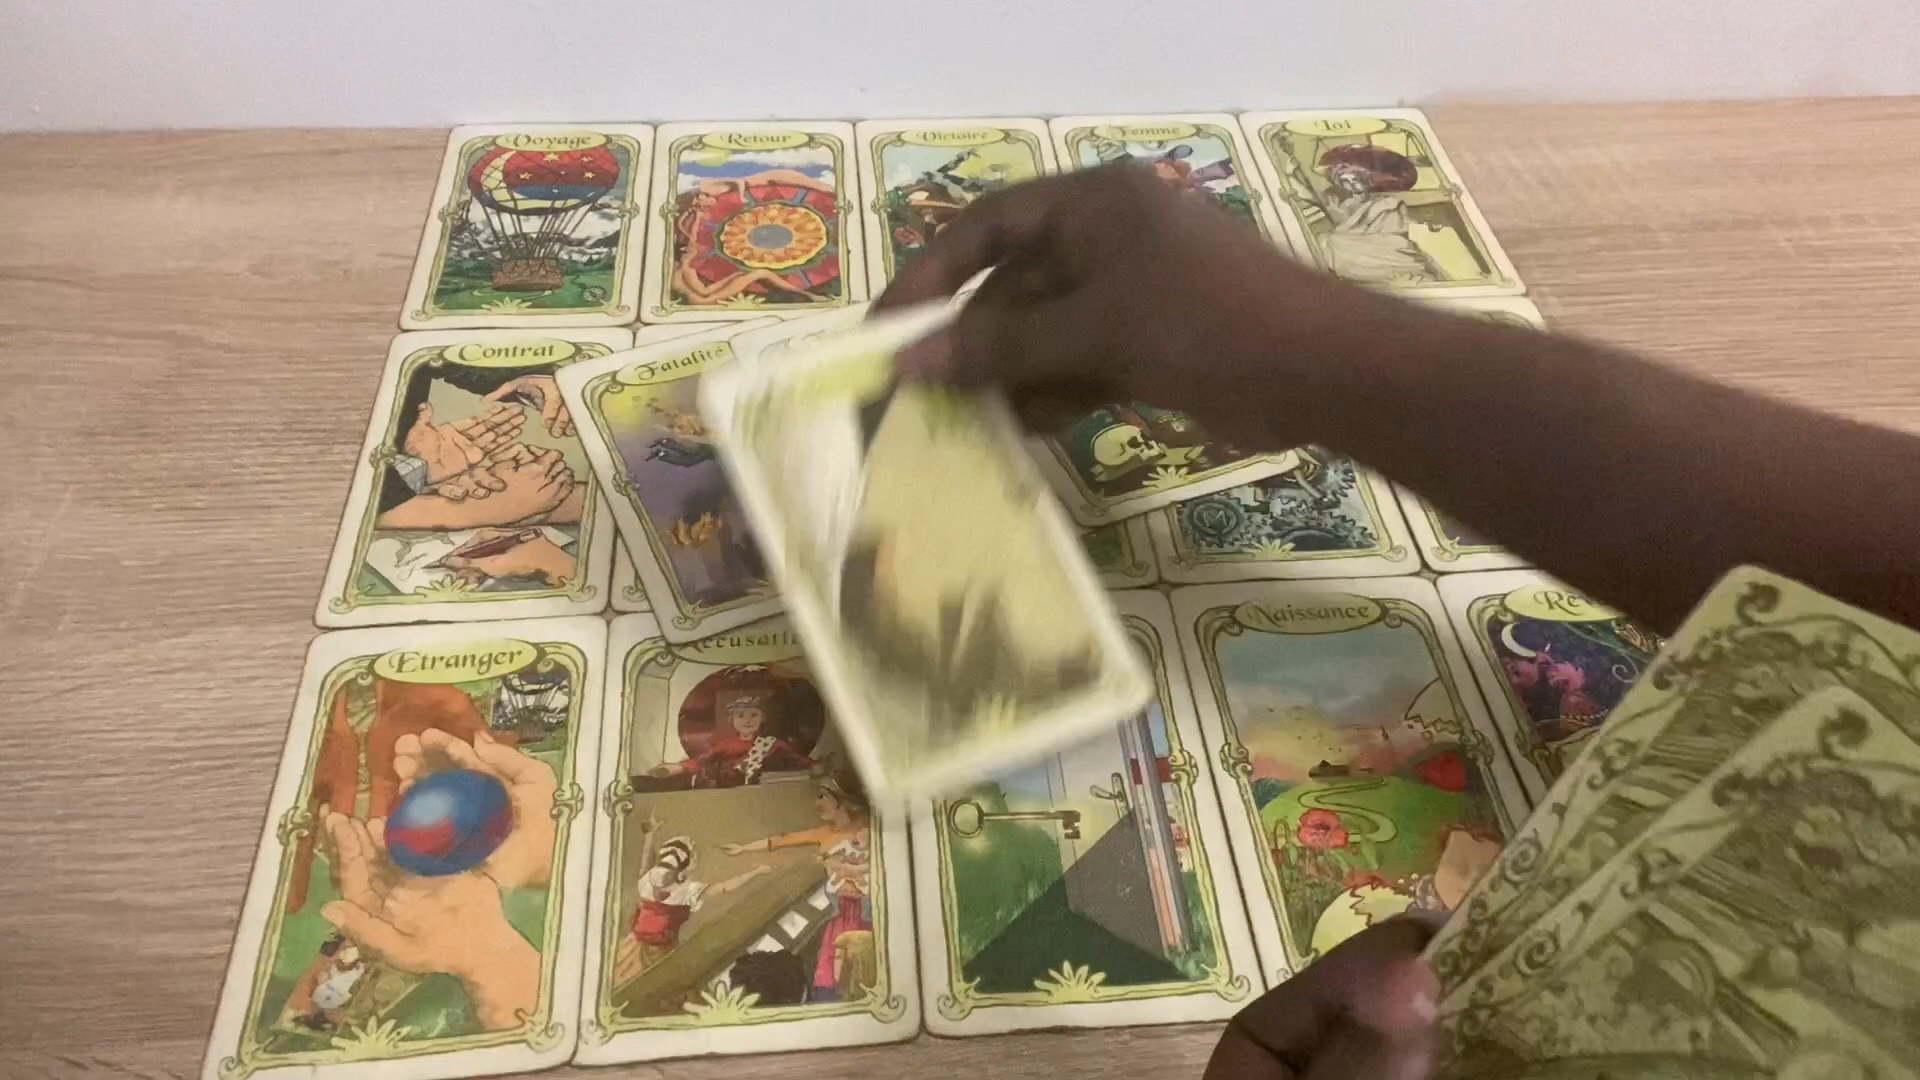 Voyage
Retour
Victoire
Femme
Loi
Contrat
Fatalité
Etranger
Naissance
M